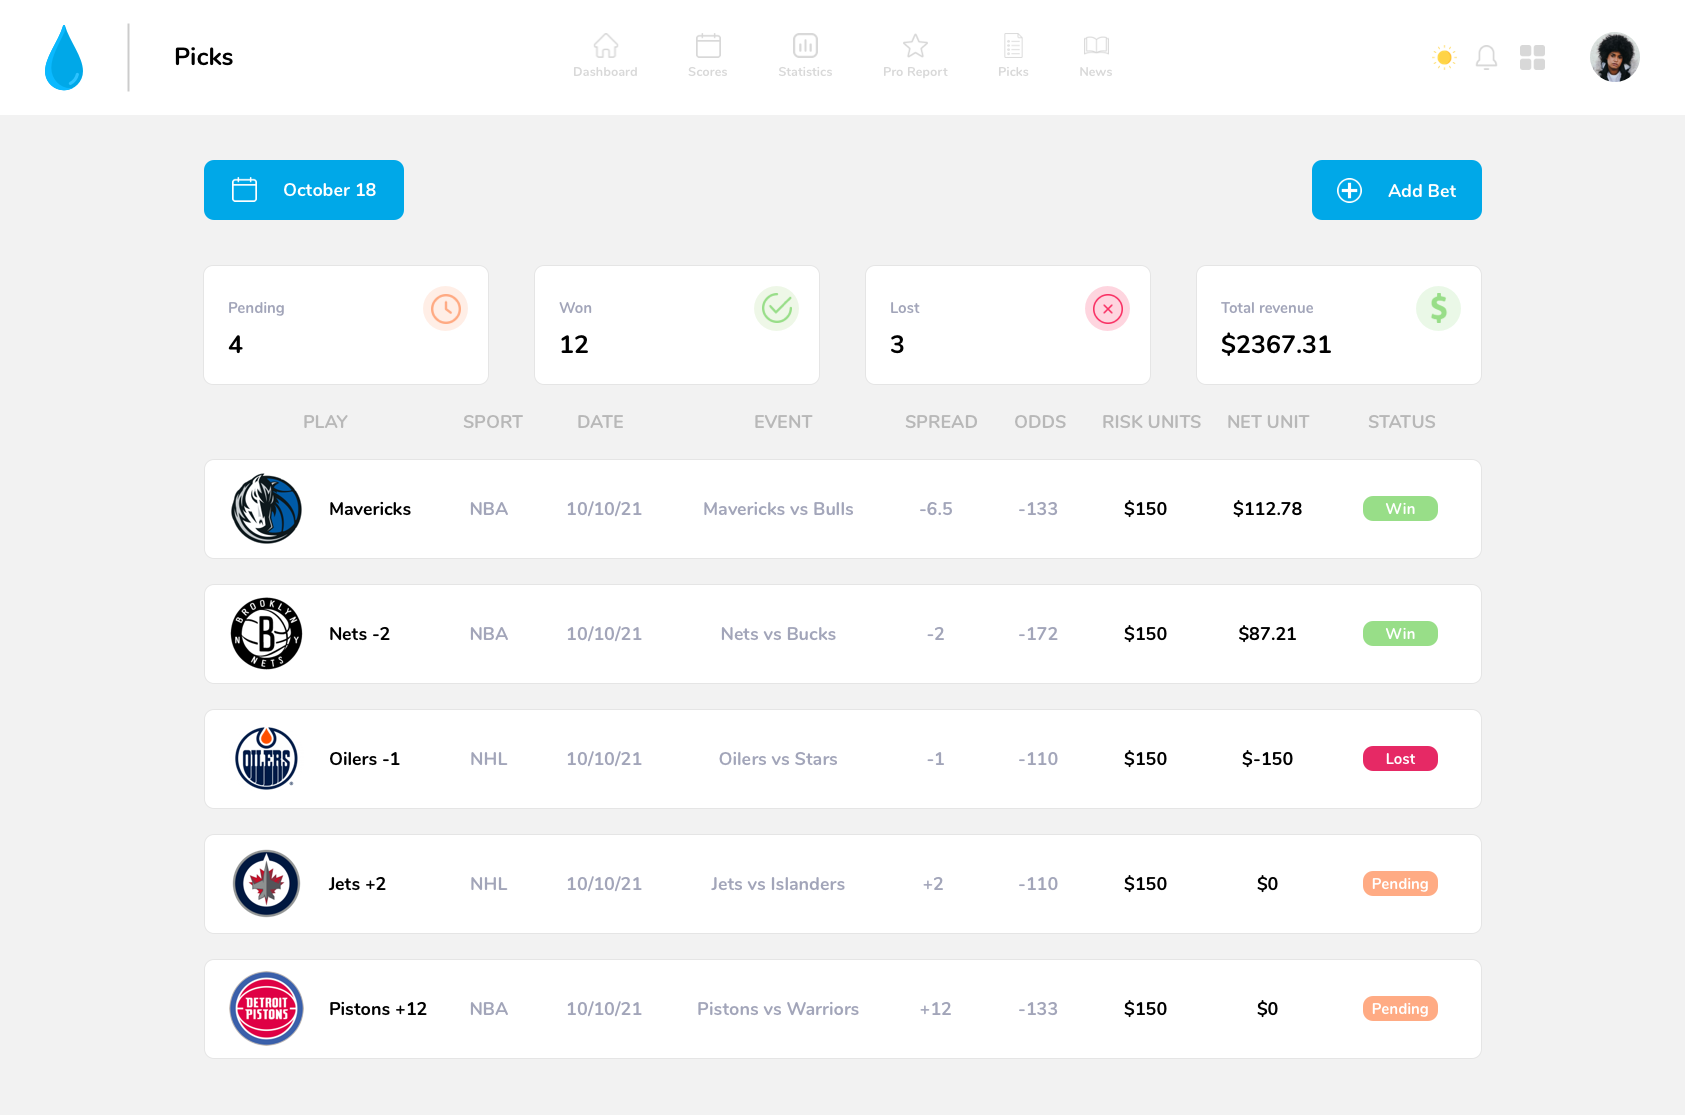 Picks
Dashboard
Scores
Statistics
Pro Report
Picks
News
October 18
Add Bet
Pending
4
Won
12
Lost
3
Total revenue
$2367.31
PLAY SPORT DATE EVENT SPREAD ODDS RISK UNITS NET UNIT STATUS
Mavericks NBA 10/10/21 Mavericks vs Bulls -6.5 -133 $150 $112.78 Win
BROOKLYN
B
NY
NETS
Nets -2 NBA 10/10/21 Nets vs Bucks -2 -172 $150 $87.21 Win
OILERS
Oilers -1 NHL 10/10/21 Oilers vs Stars -1 -110 $150 $-150 Lost
Jets +2 NHL 10/10/21 Jets vs Islanders +2 -110 $150 $0 Pending
DETROIT
PISTONS
Pistons +12 NBA 10/10/21 Pistons vs Warriors +12 -133 $150 $0 Pending